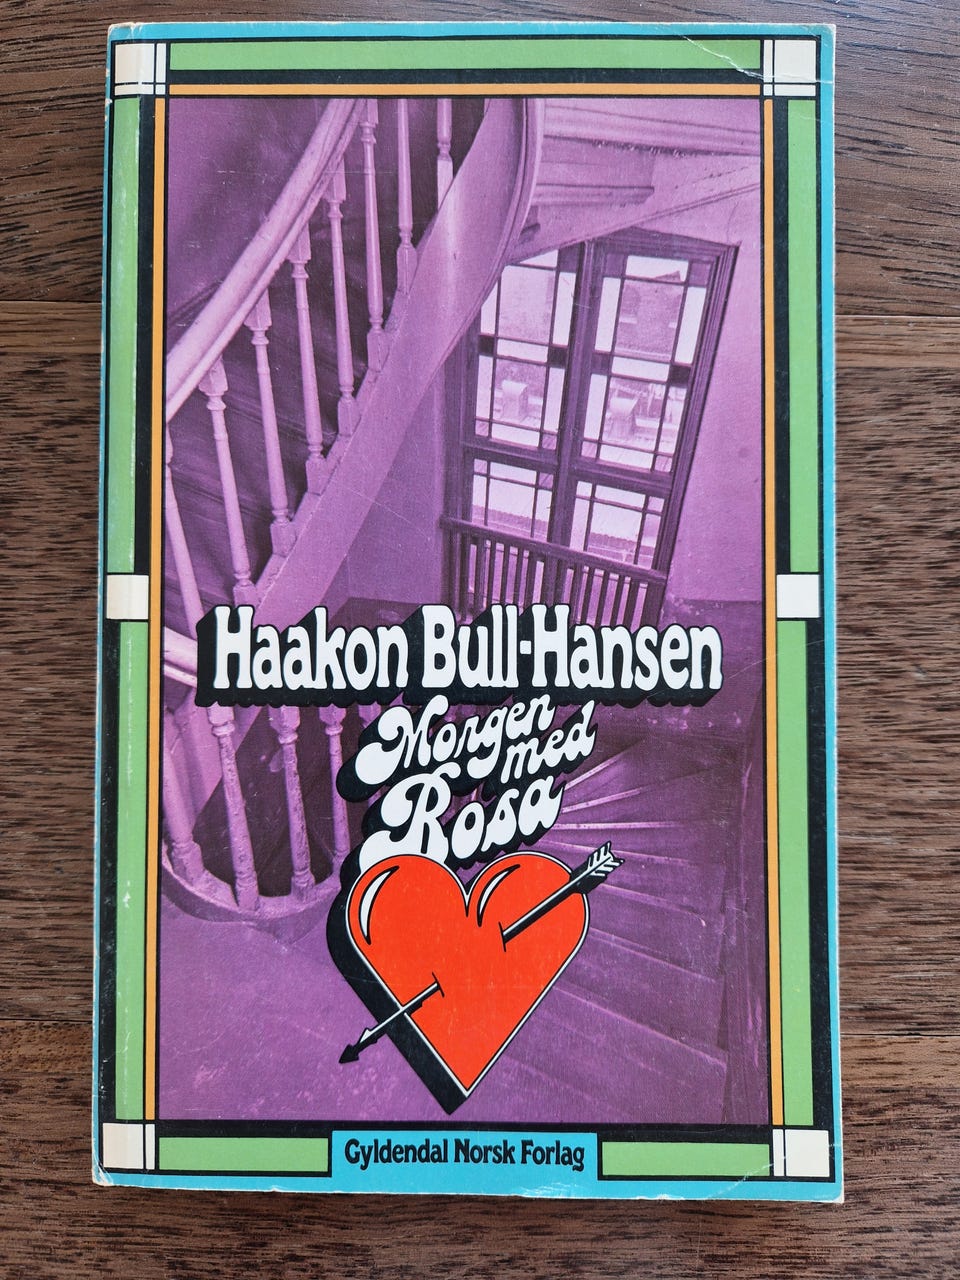 Haakon Bull-Hansen
Morgen
med
Rosa
Gyldendal Norsk Forlag